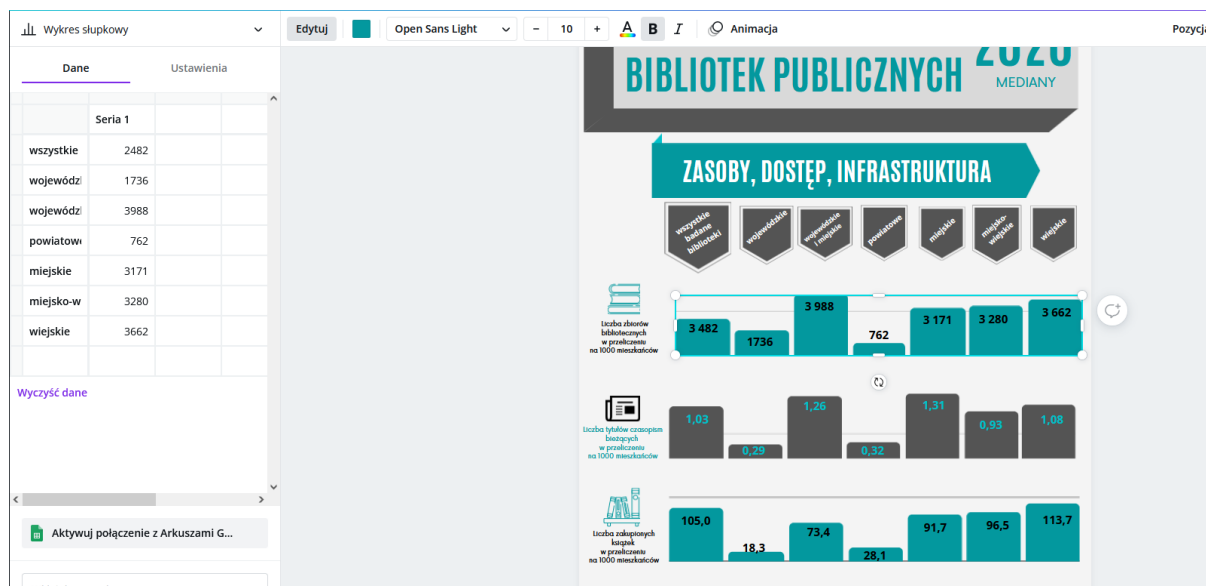 Wykres słupkowy
Edytuj
Open Sans Light
– 10 +
A B I
Animacja
Pozycja
Dane
Ustawienia
Seria 1
wszystkie 2482
wojewódz 1736
wojewódz 3988
powiatow 762
miejskie 3171
miejsko-w 3280
wiejskie 3662
Wyczyść dane
Aktywuj połączenie z Arkuszami G...
2020
BIBLIOTEK PUBLICZNYCH
MEDIANY
ZASOBY, DOSTĘP, INFRASTRUKTURA
wszystkie
badane
biblioteki
wojewódzkie
wojewódzkie
i miejskie
powiatowe
miejskie
miejsko-
wiejskie
wiejskie
Liczba zbiorów
bibliotecznych
w przeliczeniu
na 1000 mieszkańców
3 482 1736 3 988 762 3 171 3 280 3 662
Liczba tytułów czasopism
bieżących
w przeliczeniu
na 1000 mieszkańców
1,03 0,29 1,26 0,32 1,31 0,93 1,08
Liczba zakupionych
książek
w przeliczeniu
na 1000 mieszkańców
105,0 18,3 73,4 28,1 91,7 96,5 113,7